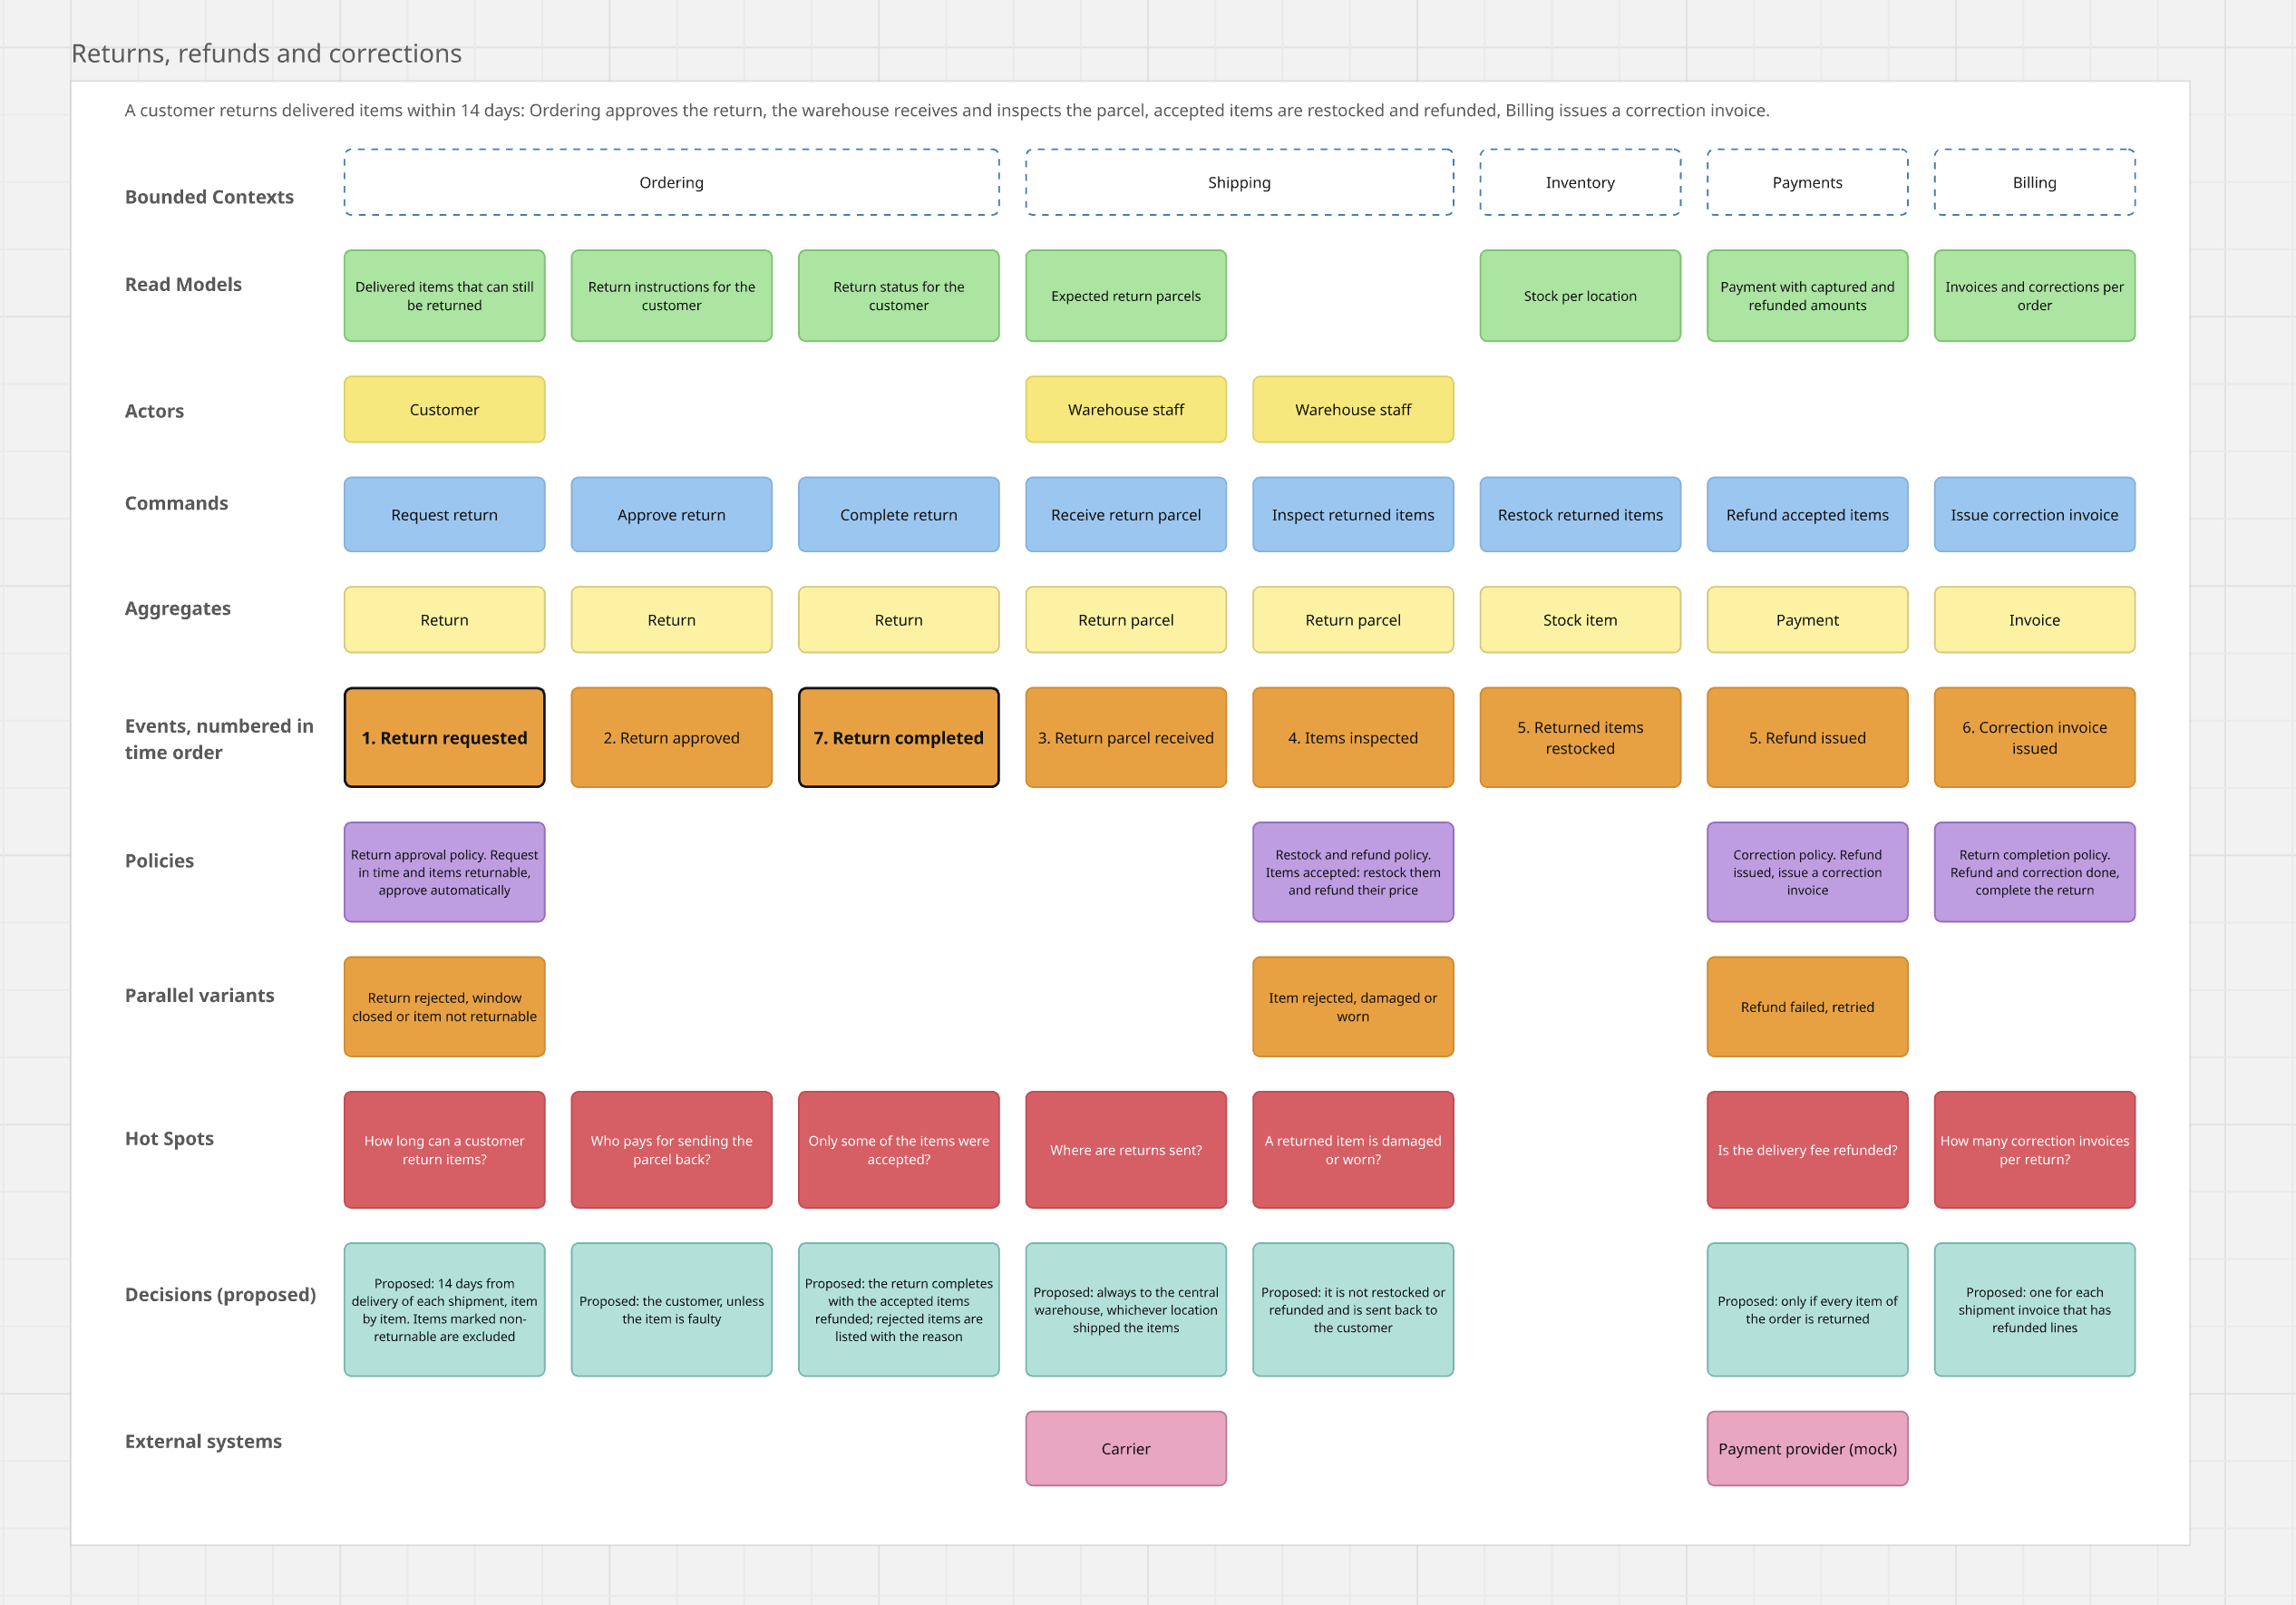 Returns, refunds and corrections
A customer returns delivered items within 14 days: Ordering approves the return, the warehouse receives and inspects the parcel, accepted items are restocked and refunded, Billing issues a correction invoice.
Bounded Contexts
Ordering
Shipping
Inventory
Payments
Billing
Read Models
Delivered items that can still
be returned
Return instructions for the
customer
Return status for the
customer
Expected return parcels
Stock per location
Payment with captured and
refunded amounts
Invoices and corrections per
order
Actors
Customer
Warehouse staff
Warehouse staff
Commands
Request return
Approve return
Complete return
Receive return parcel
Inspect returned items
Restock returned items
Refund accepted items
Issue correction invoice
Aggregates
Return
Return
Return
Return parcel
Return parcel
Stock item
Payment
Invoice
Events, numbered in
time order
1. Return requested
2. Return approved
7. Return completed
3. Return parcel received
4. Items inspected
5. Returned items
restocked
5. Refund issued
6. Correction invoice
issued
Policies
Return approval policy. Request
in time and items returnable,
approve automatically
Restock and refund policy.
Items accepted: restock them
and refund their price
Correction policy. Refund
issued, issue a correction
invoice
Return completion policy.
Refund and correction done,
complete the return
Parallel variants
Return rejected, window
closed or item not returnable
Item rejected, damaged or
worn
Refund failed, retried
Hot Spots
How long can a customer
return items?
Who pays for sending the
parcel back?
Only some of the items were
accepted?
Where are returns sent?
A returned item is damaged
or worn?
Is the delivery fee refunded?
How many correction invoices
per return?
Decisions (proposed)
Proposed: 14 days from
delivery of each shipment, item
by item. Items marked non-
returnable are excluded
Proposed: the customer, unless
the item is faulty
Proposed: the return completes
with the accepted items
refunded; rejected items are
listed with the reason
Proposed: always to the central
warehouse, whichever location
shipped the items
Proposed: it is not restocked or
refunded and is sent back to
the customer
Proposed: only if every item of
the order is returned
Proposed: one for each
shipment invoice that has
refunded lines
External systems
Carrier
Payment provider (mock)